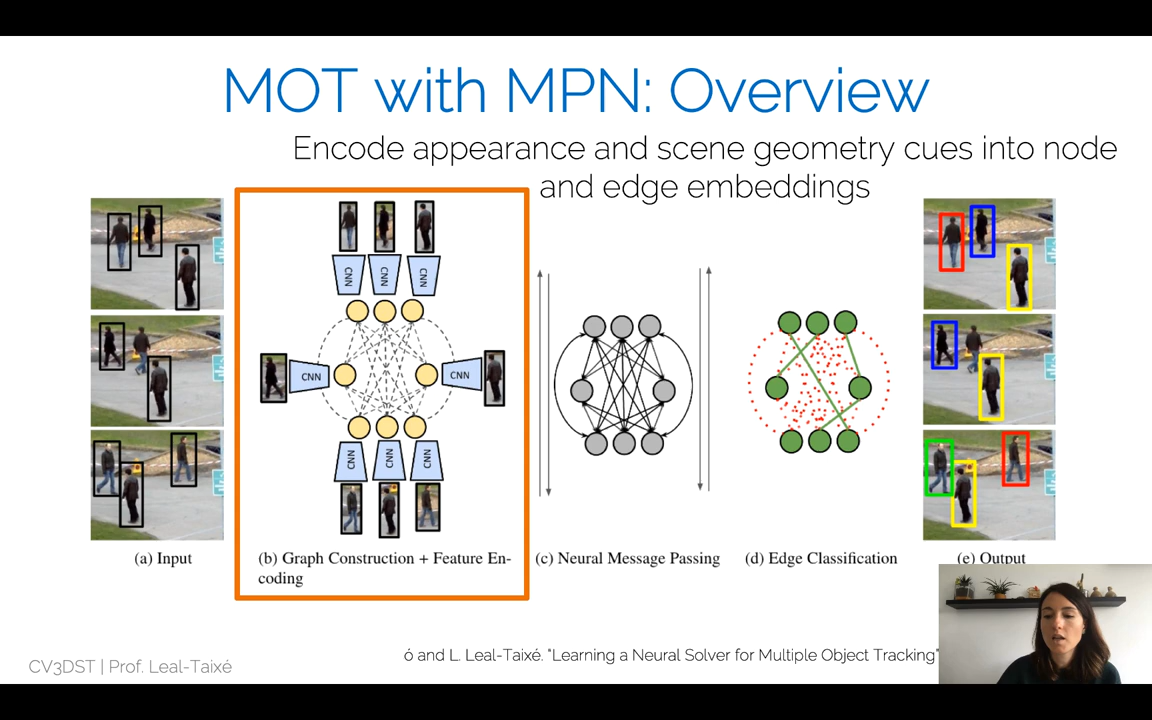 MOT with MPN: Overview
Encode appearance and scene geometry cues into node
and edge embeddings
CNN CNN CNN
CNN CNN
CNN CNN CNN
(a) Input
(b) Graph Construction + Feature En-
coding
(c) Neural Message Passing
(d) Edge Classification
(e) Output
CV3DST | Prof. Leal-Taixé
ó and L. Leal-Taixé. "Learning a Neural Solver for Multiple Object Tracking"